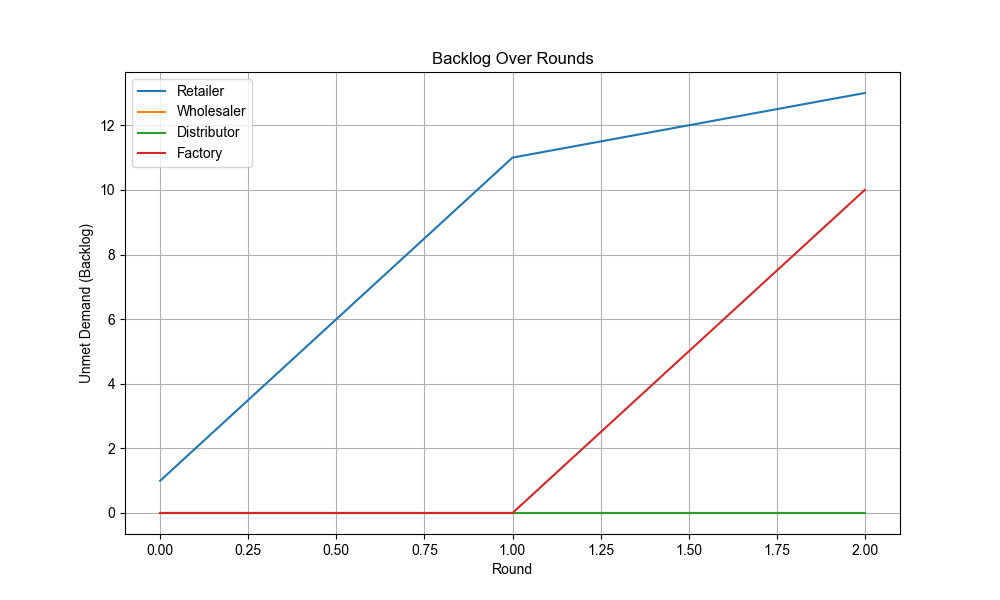 Backlog Over Rounds
Retailer
Wholesaler
Distributor
Factory
Unmet Demand (Backlog)
12
10
8
6
4
2
0
0.00 0.25 0.50 0.75 1.00 1.25 1.50 1.75 2.00
Round